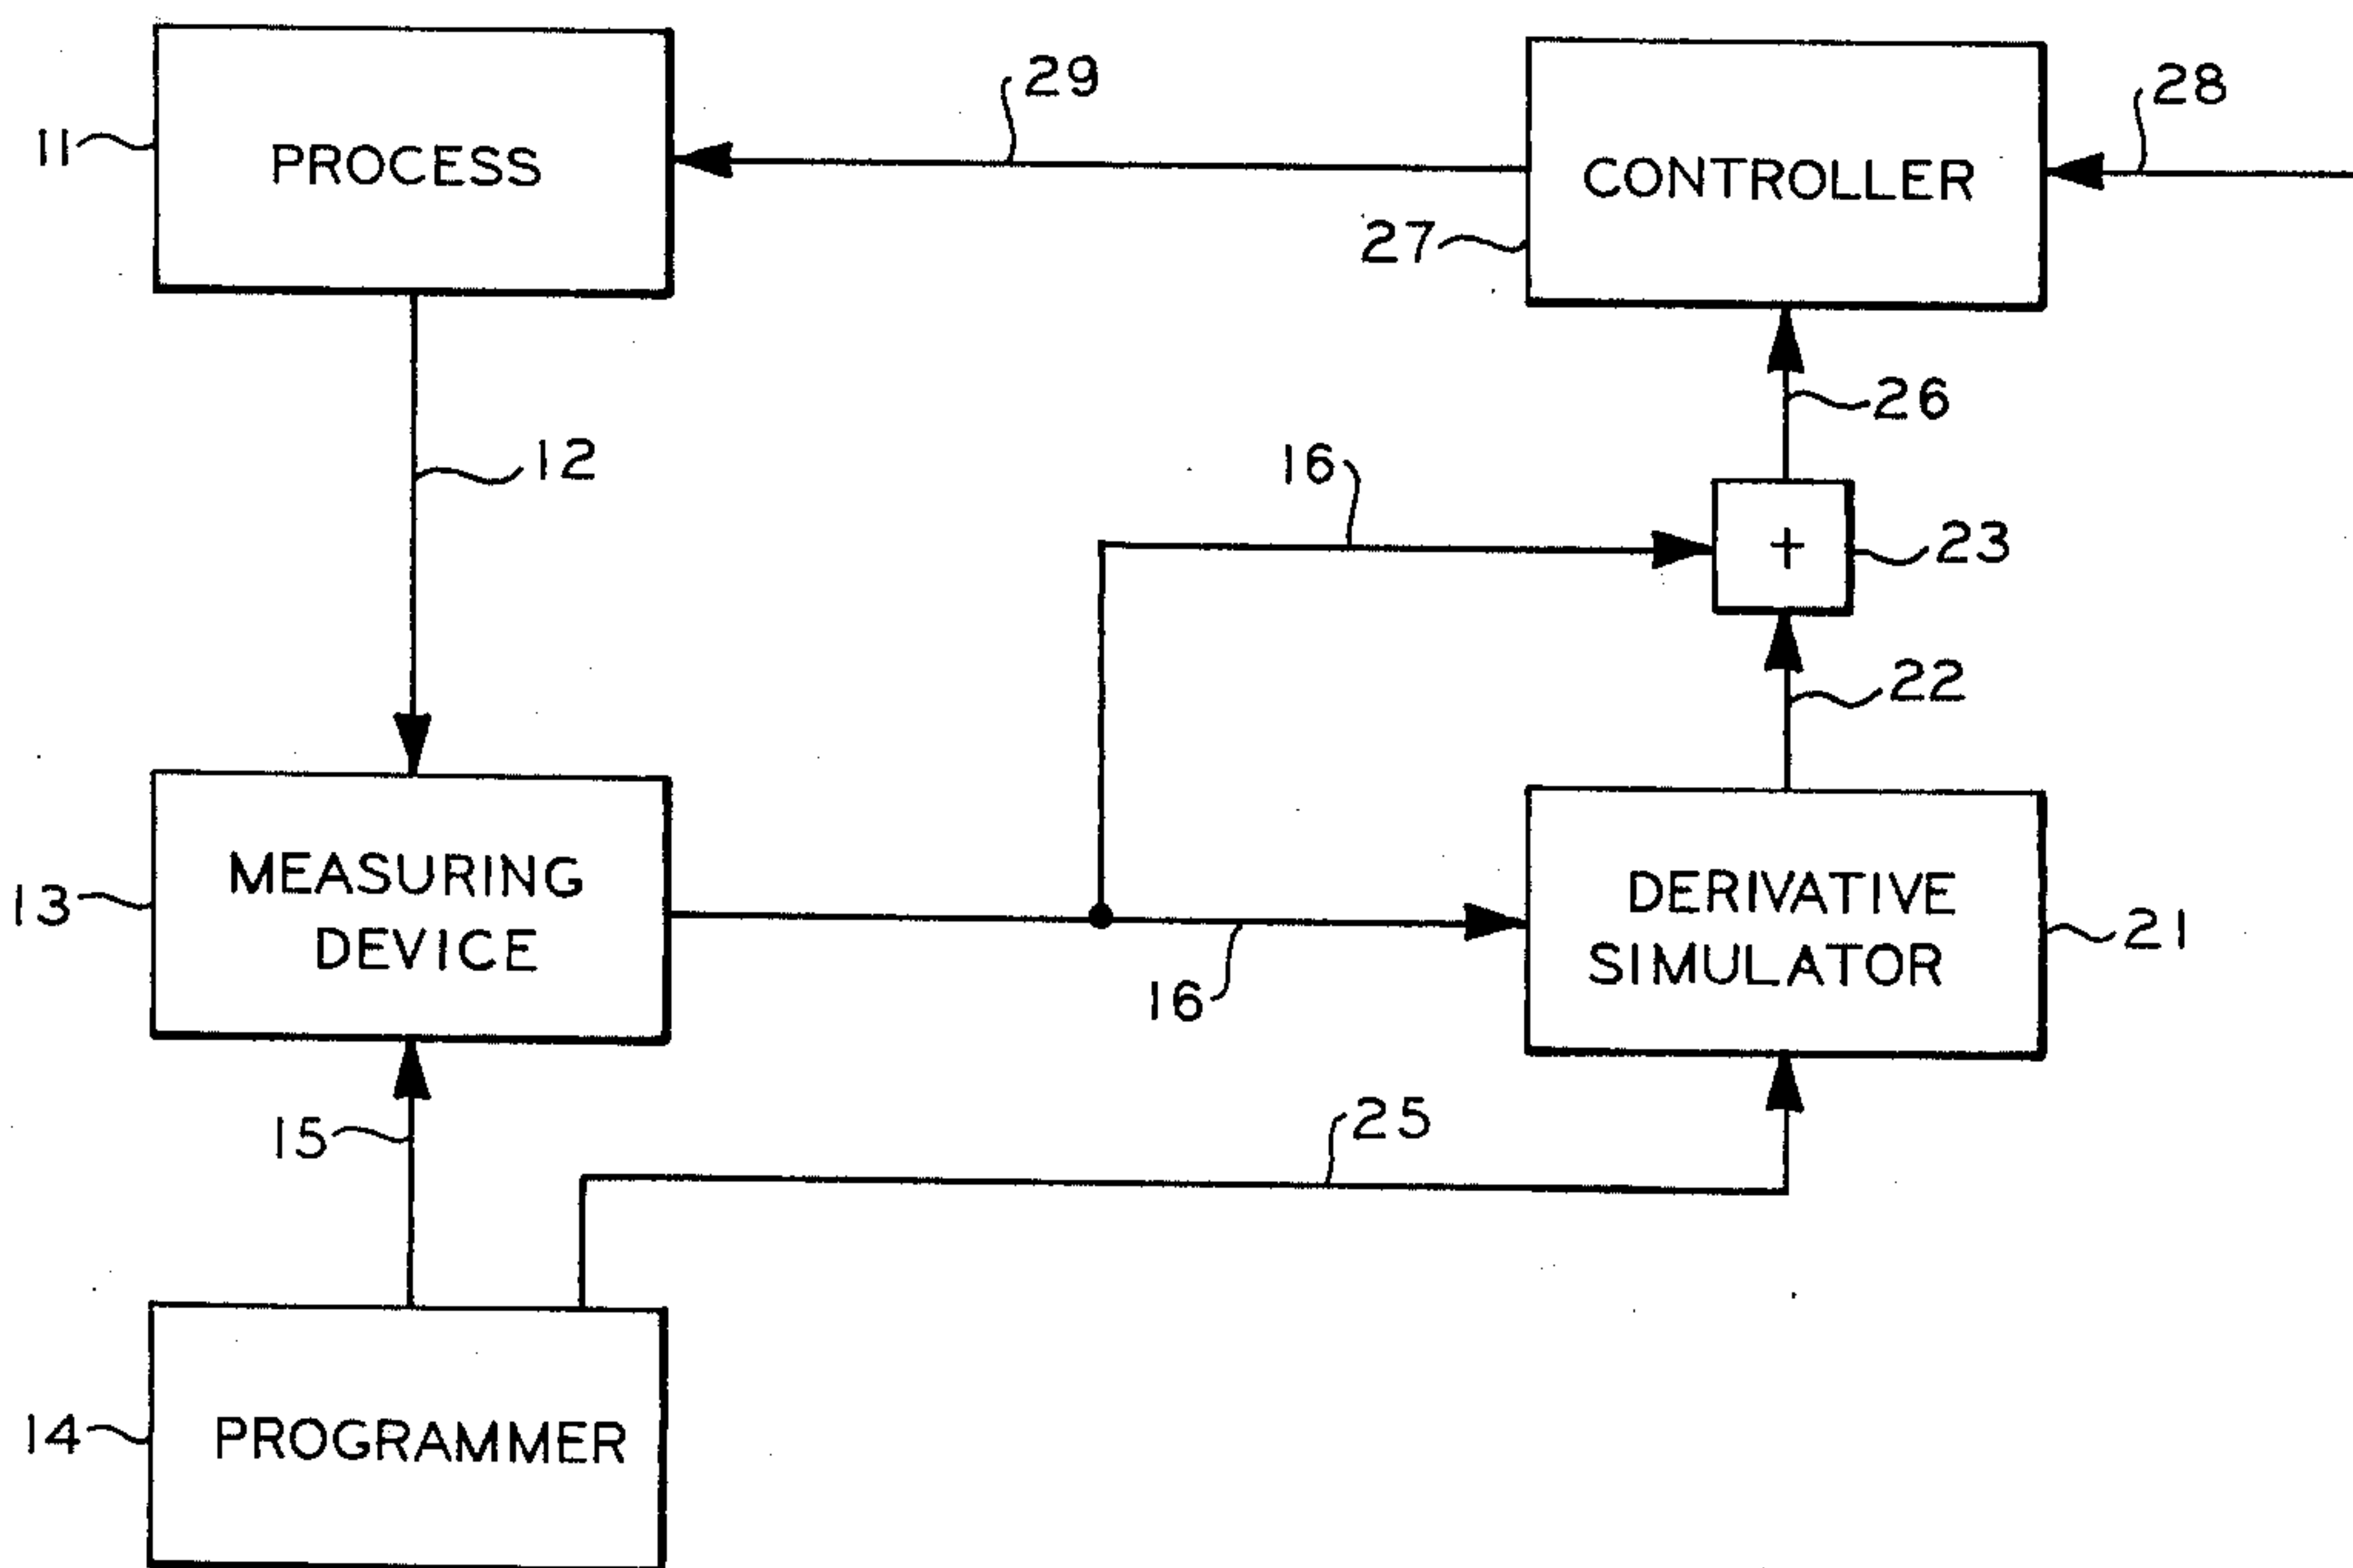 29
28
11
PROCESS
CONTROLLER
27
26
12
16
+
23
22
MEASURING
DEVICE
13
DERIVATIVE
SIMULATOR
21
16
15
25
14
PROGRAMMER